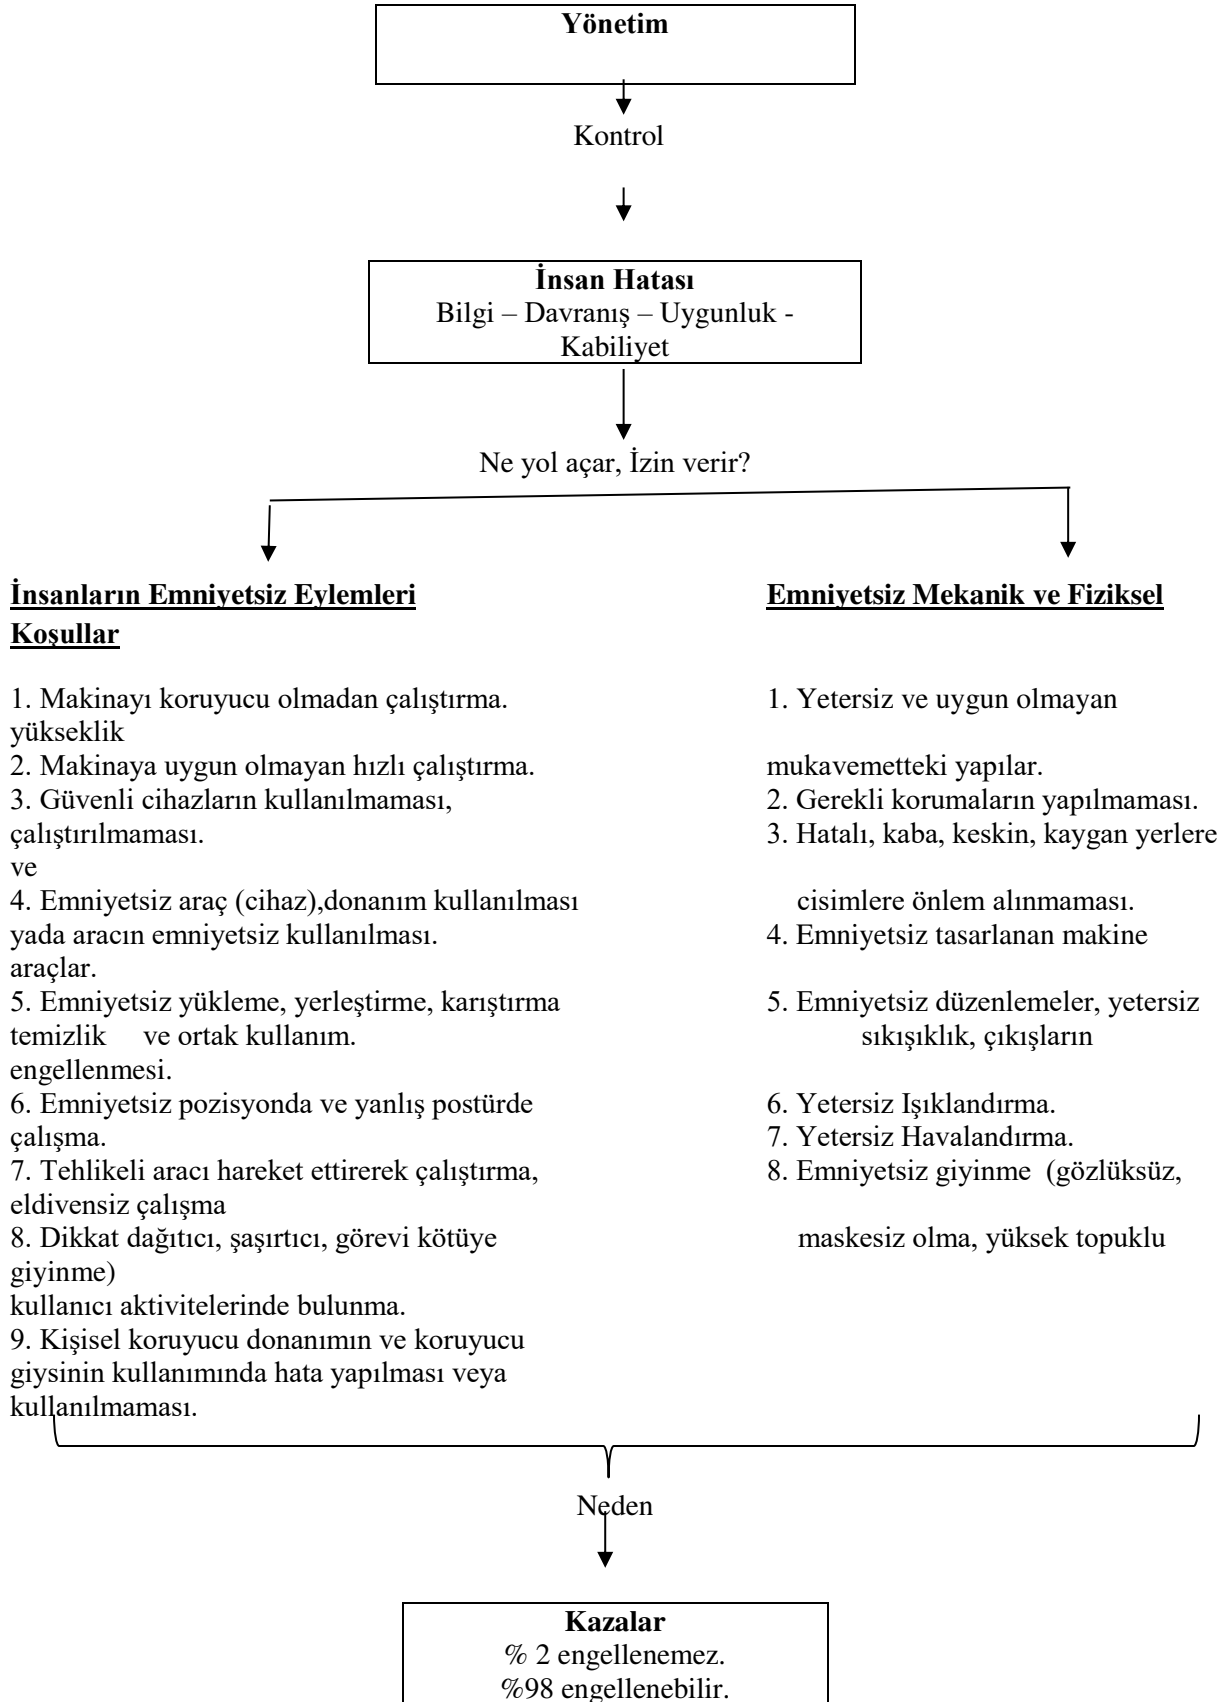 Yönetim
Kontrol
İnsan Hatası
Bilgi – Davranış – Uygunluk -
Kabiliyet
Ne yol açar, İzin verir?
İnsanların Emniyetsiz Eylemleri Emniyetsiz Mekanik ve Fiziksel
Koşullar
1. Makinayı koruyucu olmadan çalıştırma. 1. Yetersiz ve uygun olmayan
yükseklik
2. Makinaya uygun olmayan hızlı çalıştırma. mukavemetteki yapılar.
3. Güvenli cihazların kullanılmaması, 2. Gerekli korumaların yapılmaması.
çalıştırılmaması. 3. Hatalı, kaba, keskin, kaygan yerlere
ve
4. Emniyetsiz araç (cihaz),donanım kullanılması cisimlere önlem alınmaması.
yada aracın emniyetsiz kullanılması. 4. Emniyetsiz tasarlanan makine
araçlar.
5. Emniyetsiz yükleme, yerleştirme, karıştırma 5. Emniyetsiz düzenlemeler, yetersiz
temizlik ve ortak kullanım. sıkışıklık, çıkışların
engellenmesi.
6. Emniyetsiz pozisyonda ve yanlış postürde 6. Yetersiz Işıklandırma.
çalışma. 7. Yetersiz Havalandırma.
7. Tehlikeli aracı hareket ettirerek çalıştırma, 8. Emniyetsiz giyinme (gözlüksüz,
eldivensiz çalışma
8. Dikkat dağıtıcı, şaşırtıcı, görevi kötüye maskesiz olma, yüksek topuklu
giyinme)
kullanıcı aktivitelerinde bulunma.
9. Kişisel koruyucu donanımın ve koruyucu
giysinin kullanımında hata yapılması veya
kullanılmaması.
Neden
Kazalar
% 2 engellenemez.
%98 engellenebilir.